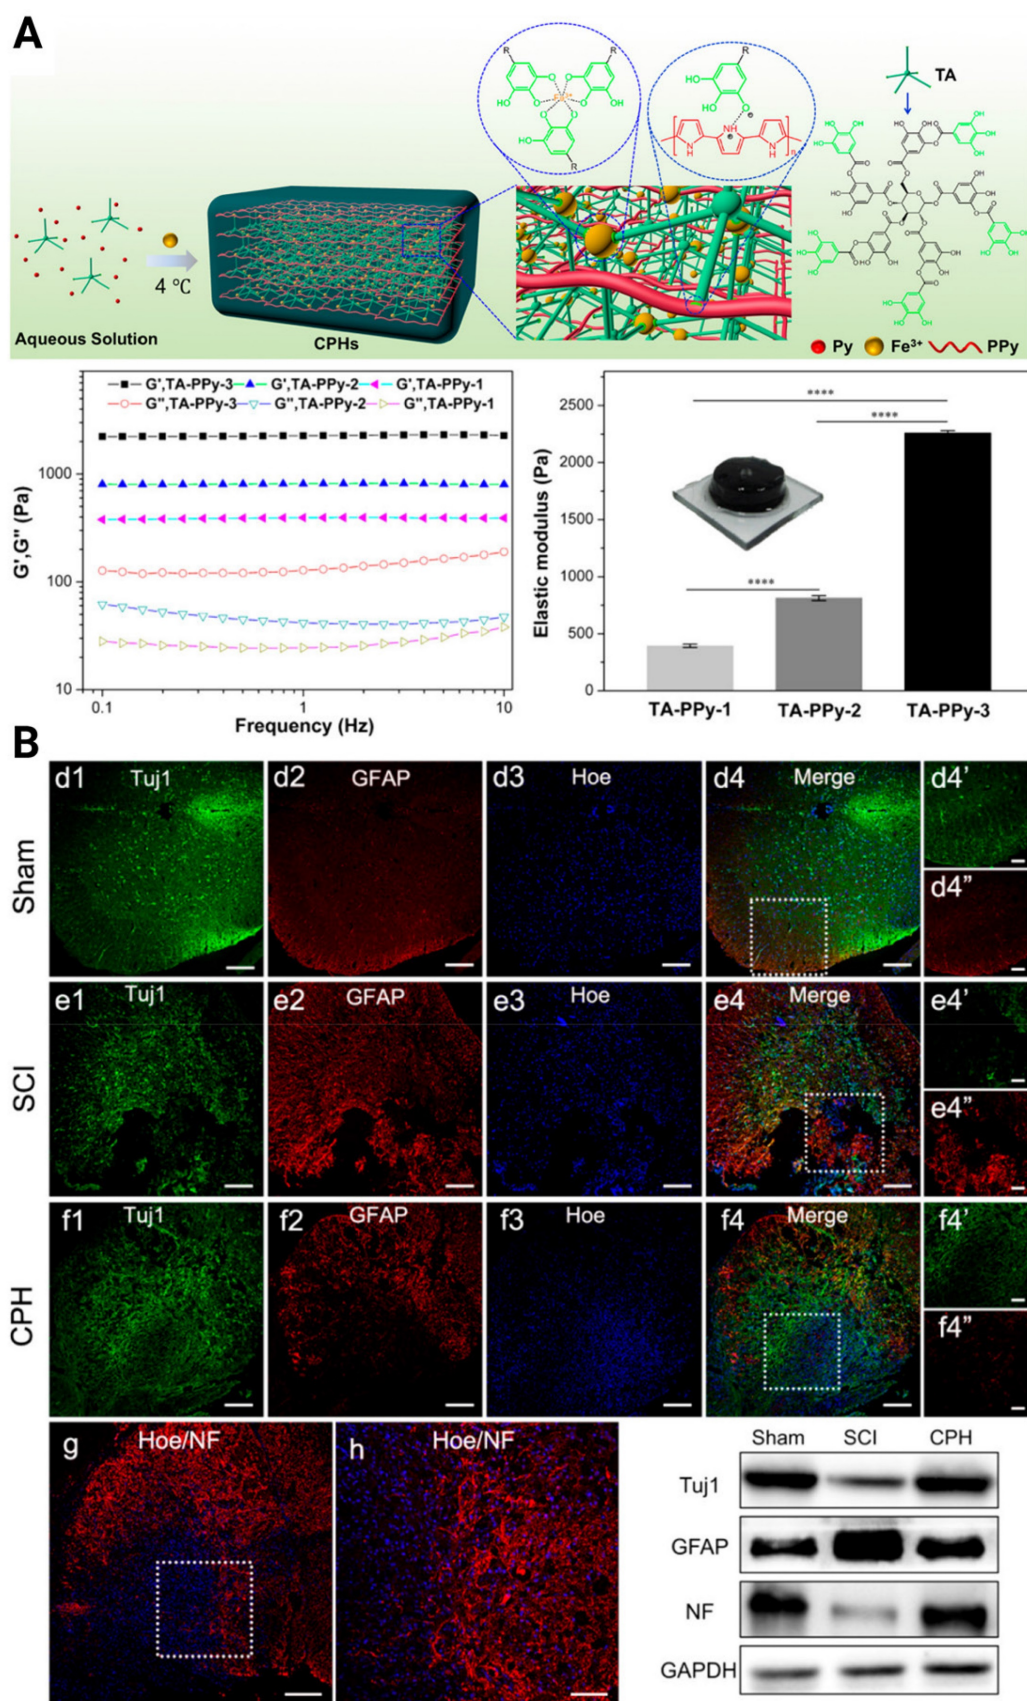 A
R
R
R
TA
OH
HO
Fe³⁺
NH
N
H
n
4 °C
Aqueous Solution
CPHs
Py
Fe³⁺
PPy
G',TA-PPy-3
G',TA-PPy-2
G',TA-PPy-1
G'',TA-PPy-3
G'',TA-PPy-2
G'',TA-PPy-1
G',G'' (Pa)
1000
100
10
0.1
1
10
Frequency (Hz)
Elastic modulus (Pa)
2500
2000
1500
1000
500
0
****
****
****
TA-PPy-1
TA-PPy-2
TA-PPy-3
B
Sham
d1
Tuj1
d2
GFAP
d3
Hoe
d4
Merge
d4'
d4"
SCI
e1
Tuj1
e2
GFAP
e3
Hoe
e4
Merge
e4'
e4"
CPH
f1
Tuj1
f2
GFAP
f3
Hoe
f4
Merge
f4'
f4"
g
Hoe/NF
h
Hoe/NF
Sham
SCI
CPH
Tuj1
GFAP
NF
GAPDH